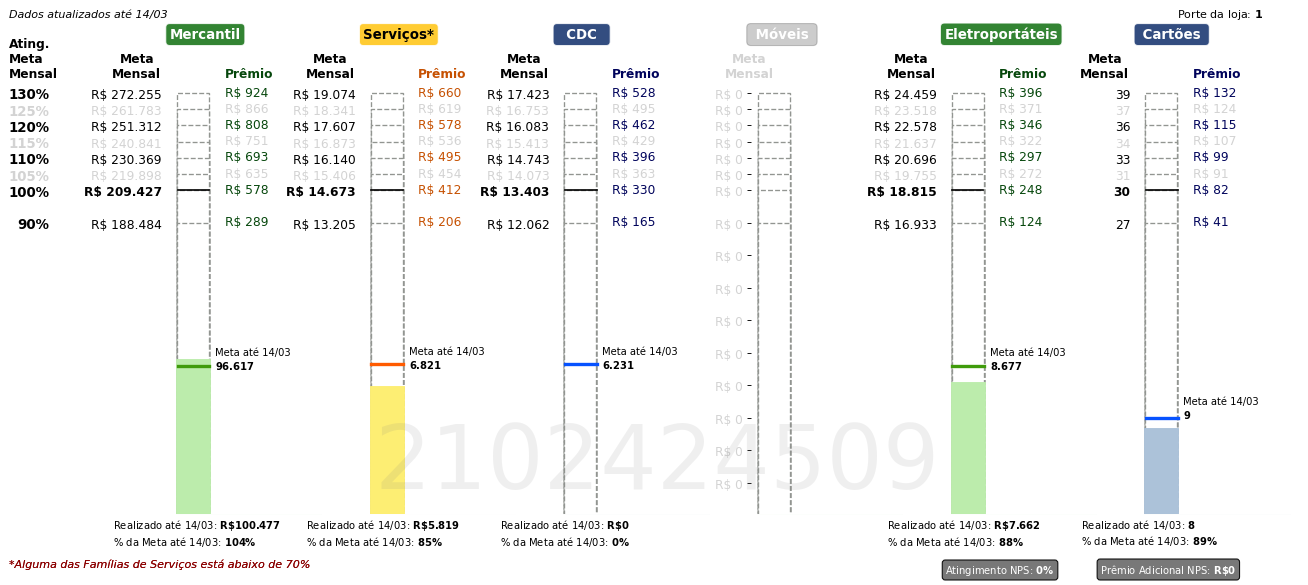 Dados atualizados até 14/03
Porte da loja: 1
Mercantil Serviços* CDC Móveis Eletroportáteis Cartões
Ating. Meta Mensal
Meta Mensal Prêmio Meta Mensal Prêmio Meta Mensal Prêmio Meta Mensal Meta Mensal Prêmio Meta Mensal Prêmio
130% R$ 272.255 R$ 924 R$ 19.074 R$ 660 R$ 17.423 R$ 528 R$ 0 R$ 24.459 R$ 396 39 R$ 132
125% R$ 261.783 R$ 866 R$ 18.341 R$ 619 R$ 16.753 R$ 495 R$ 0 R$ 23.518 R$ 371 37 R$ 124
120% R$ 251.312 R$ 808 R$ 17.607 R$ 578 R$ 16.083 R$ 462 R$ 0 R$ 22.578 R$ 346 36 R$ 115
115% R$ 240.841 R$ 751 R$ 16.873 R$ 536 R$ 15.413 R$ 429 R$ 0 R$ 21.637 R$ 322 34 R$ 107
110% R$ 230.369 R$ 693 R$ 16.140 R$ 495 R$ 14.743 R$ 396 R$ 0 R$ 20.696 R$ 297 33 R$ 99
105% R$ 219.898 R$ 635 R$ 15.406 R$ 454 R$ 14.073 R$ 363 R$ 0 R$ 19.755 R$ 272 31 R$ 91
100% R$ 209.427 R$ 578 R$ 14.673 R$ 412 R$ 13.403 R$ 330 R$ 0 R$ 18.815 R$ 248 30 R$ 82
90% R$ 188.484 R$ 289 R$ 13.205 R$ 206 R$ 12.062 R$ 165 R$ 0 R$ 16.933 R$ 124 27 R$ 41
R$ 0
R$ 0
R$ 0
R$ 0
R$ 0
R$ 0
R$ 0
R$ 0
Meta até 14/03
96.617
Meta até 14/03
6.821
Meta até 14/03
6.231
Meta até 14/03
8.677
Meta até 14/03
9
2102424509
Realizado até 14/03: R$100.477
% da Meta até 14/03: 104%
Realizado até 14/03: R$5.819
% da Meta até 14/03: 85%
Realizado até 14/03: R$0
% da Meta até 14/03: 0%
Realizado até 14/03: R$7.662
% da Meta até 14/03: 88%
Realizado até 14/03: 8
% da Meta até 14/03: 89%
*Alguma das Famílias de Serviços está abaixo de 70%
Atingimento NPS: 0%
Prêmio Adicional NPS: R$0